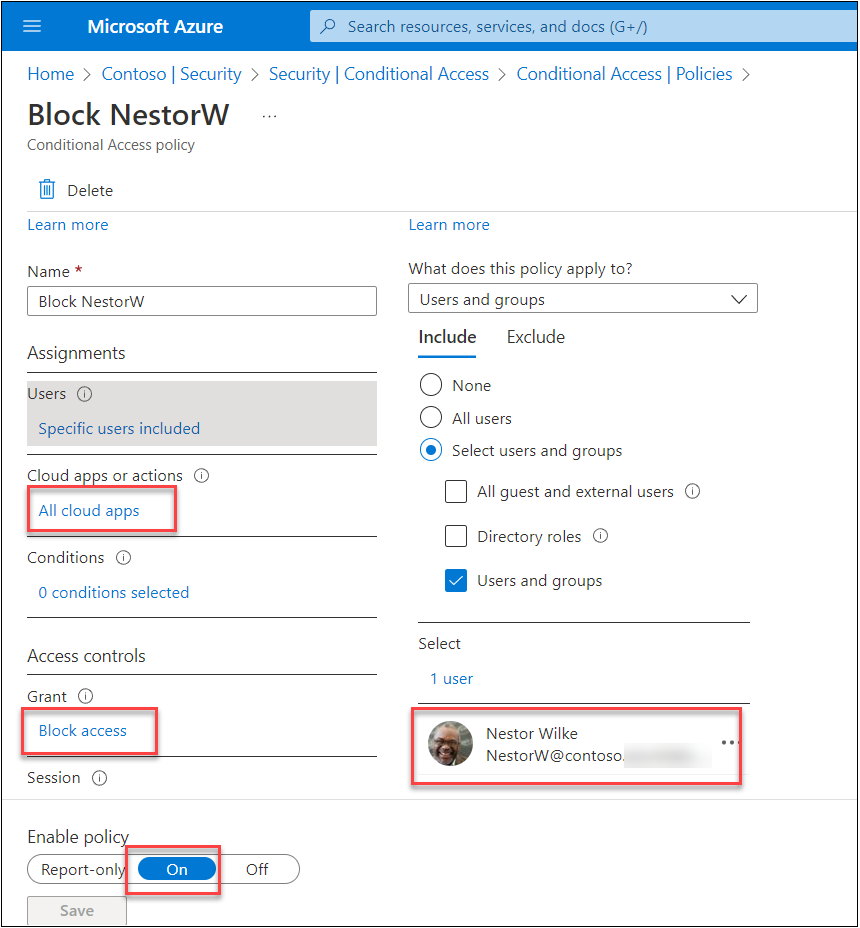 Microsoft Azure
Search resources, services, and docs (G+/)
Home > Contoso | Security > Security | Conditional Access > Conditional Access | Policies >
Block NestorW ...
Conditional Access policy
Delete
Learn more
Name *
Block NestorW
Assignments
Users
Specific users included
Cloud apps or actions
All cloud apps
Conditions
0 conditions selected
Access controls
Grant
Block access
Session
Learn more
What does this policy apply to?
Users and groups
Include Exclude
None
All users
Select users and groups
All guest and external users
Directory roles
Users and groups
Select
1 user
Nestor Wilke
NestorW@contoso.
Enable policy
Report-only On Off
Save